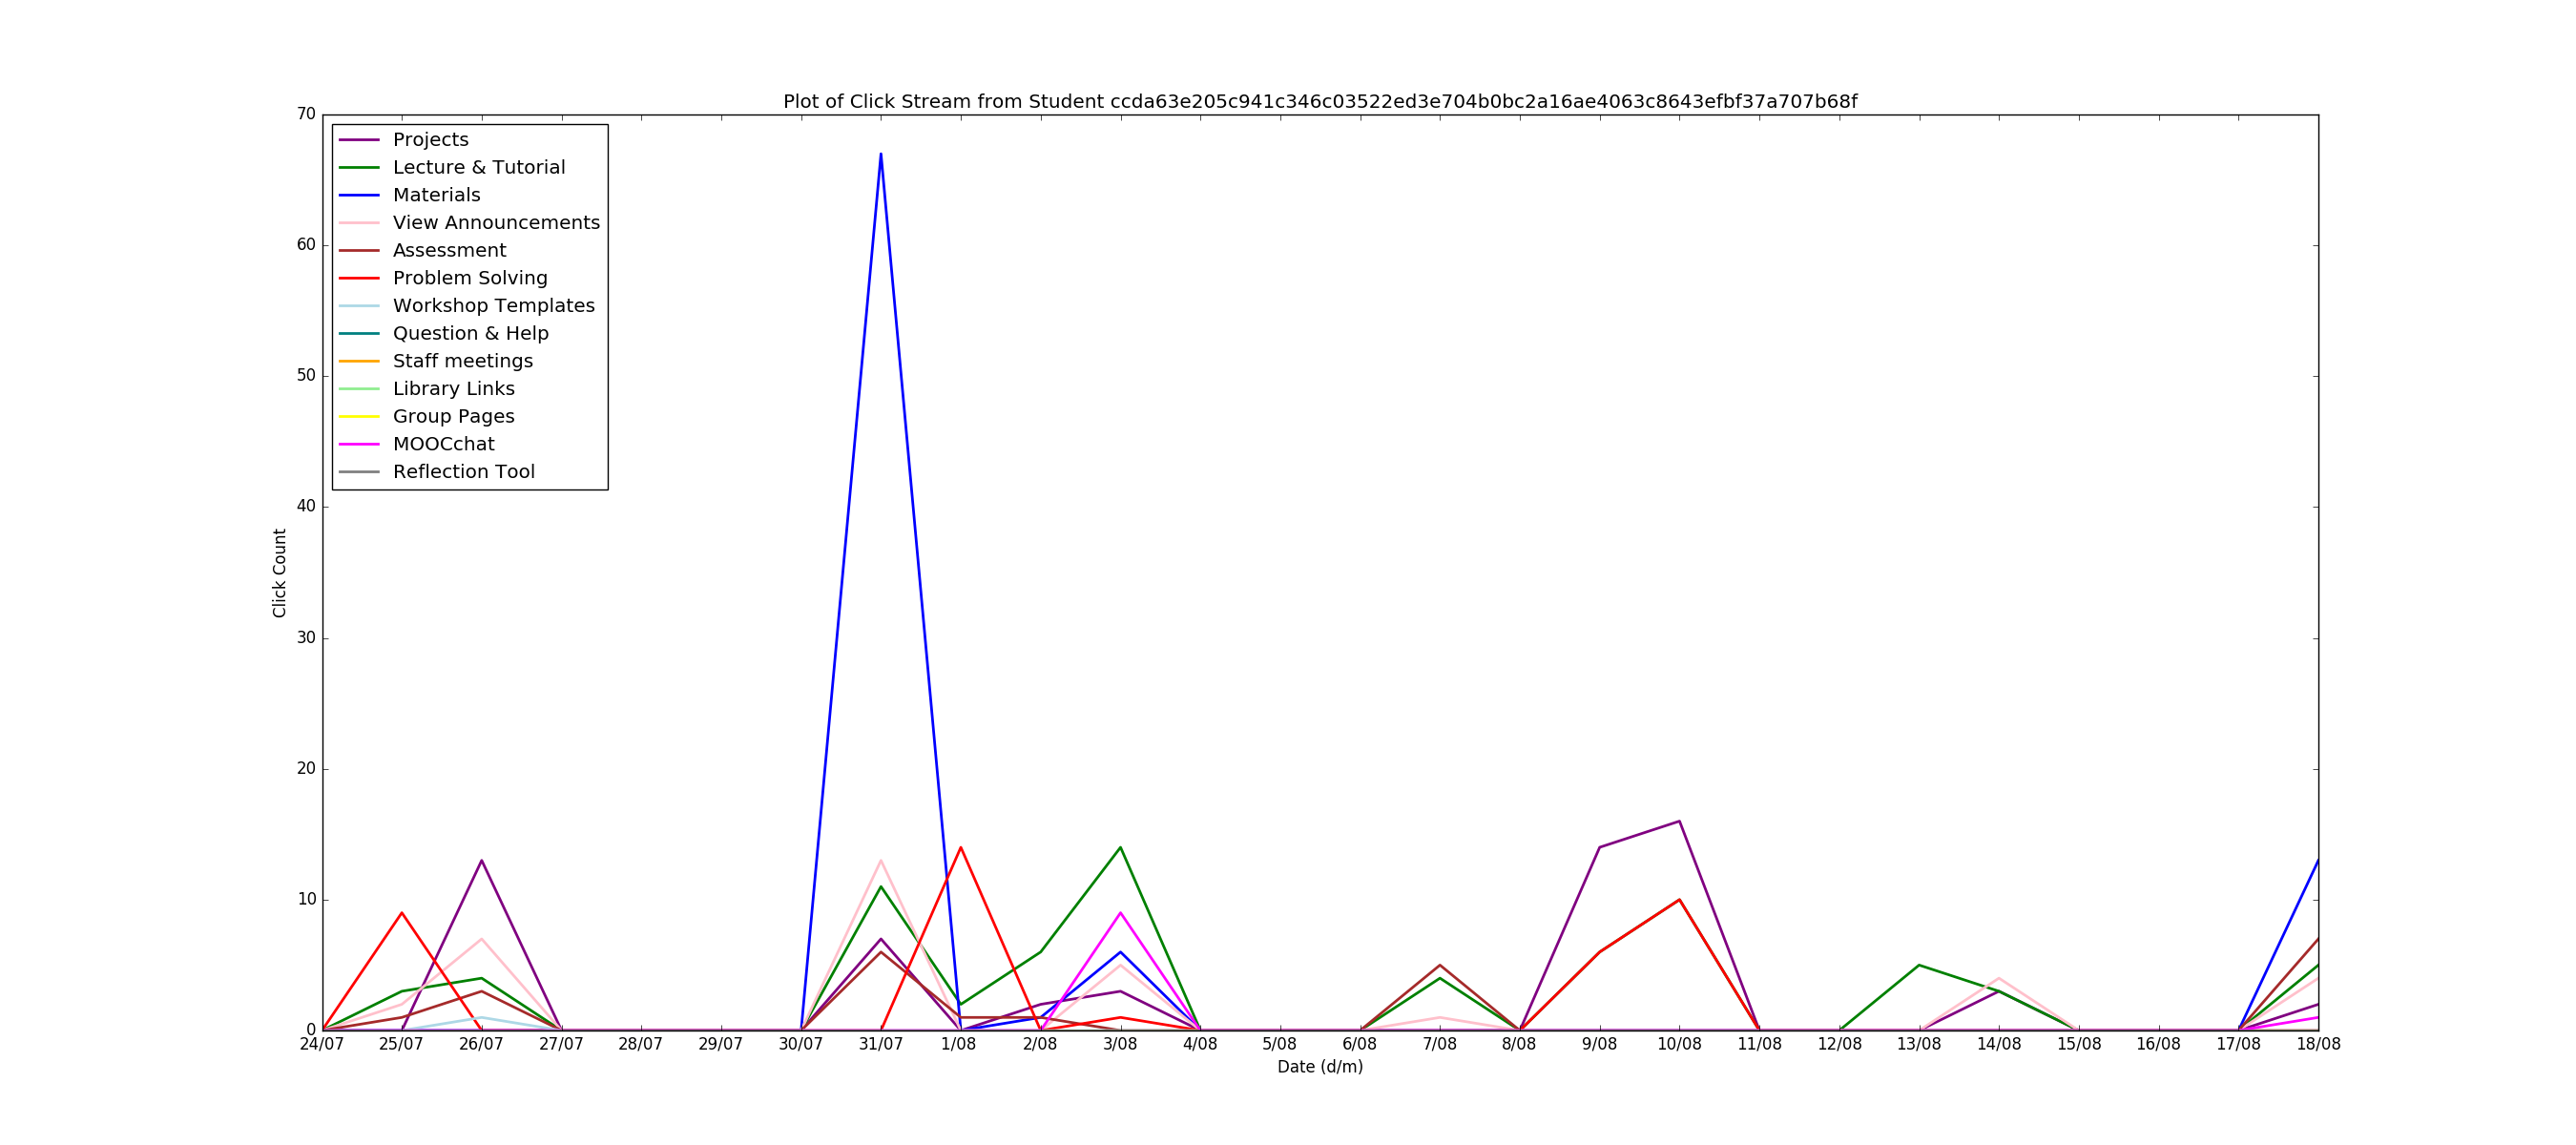 Plot of Click Stream from Student ccda63e205c941c346c03522ed3e704b0bc2a16ae4063c8643efbf37a707b68f
70
60
50
40
30
20
10
0
Click Count
Projects
Lecture & Tutorial
Materials
View Announcements
Assessment
Problem Solving
Workshop Templates
Question & Help
Staff meetings
Library Links
Group Pages
MOOCchat
Reflection Tool
24/07 25/07 26/07 27/07 28/07 29/07 30/07 31/07 1/08 2/08 3/08 4/08 5/08 6/08 7/08 8/08 9/08 10/08 11/08 12/08 13/08 14/08 15/08 16/08 17/08 18/08
Date (d/m)